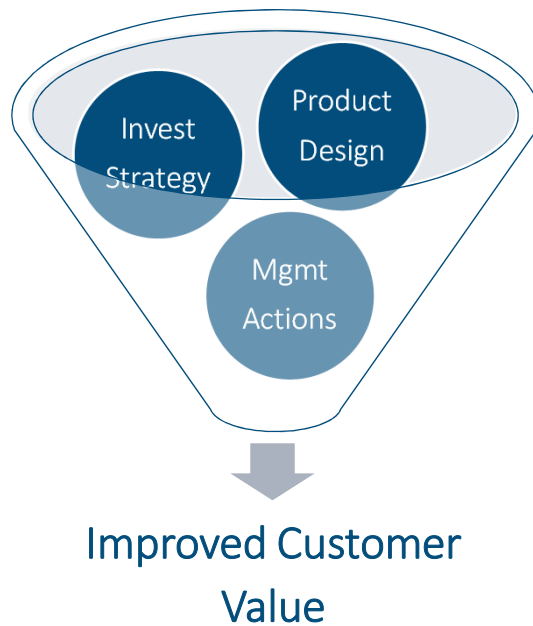 Invest
Strategy
Product
Design
Mgmt
Actions
Improved Customer
Value